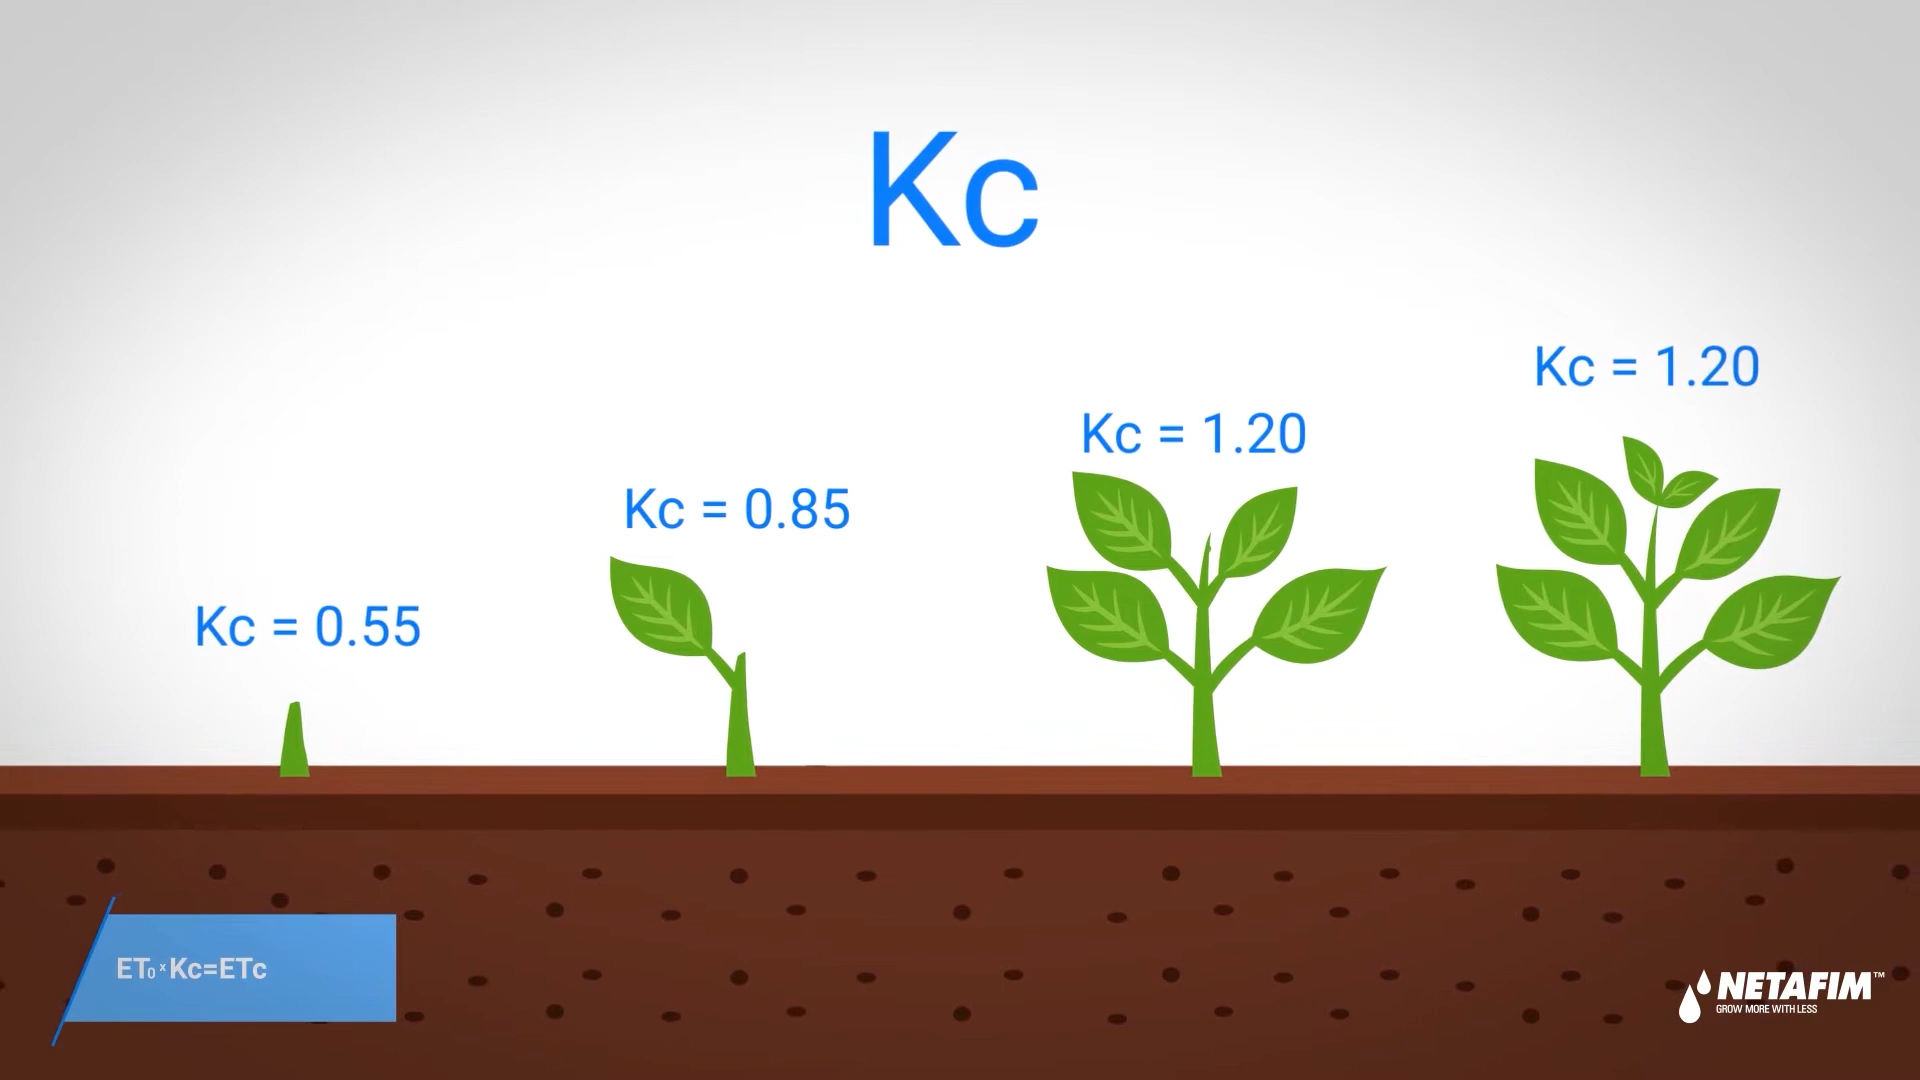 Kc
Kc = 1.20
Kc = 1.20
Kc = 0.85
Kc = 0.55
ET₀ x Kc=ETc
NETAFIM™
GROW MORE WITH LESS